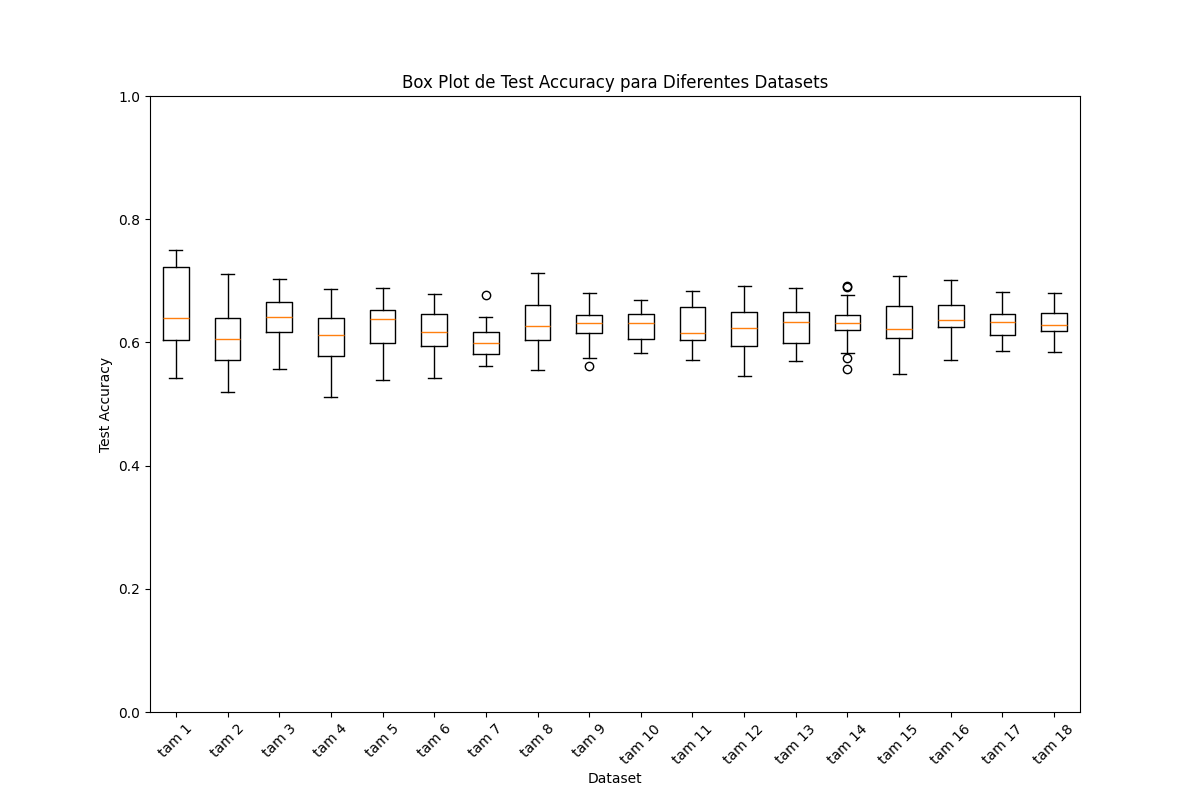 Box Plot de Test Accuracy para Diferentes Datasets
1.0
0.8
0.6
0.4
0.2
0.0
Test Accuracy
tam 1
tam 2
tam 3
tam 4
tam 5
tam 6
tam 7
tam 8
tam 9
tam 10
tam 11
tam 12
tam 13
tam 14
tam 15
tam 16
tam 17
tam 18
Dataset